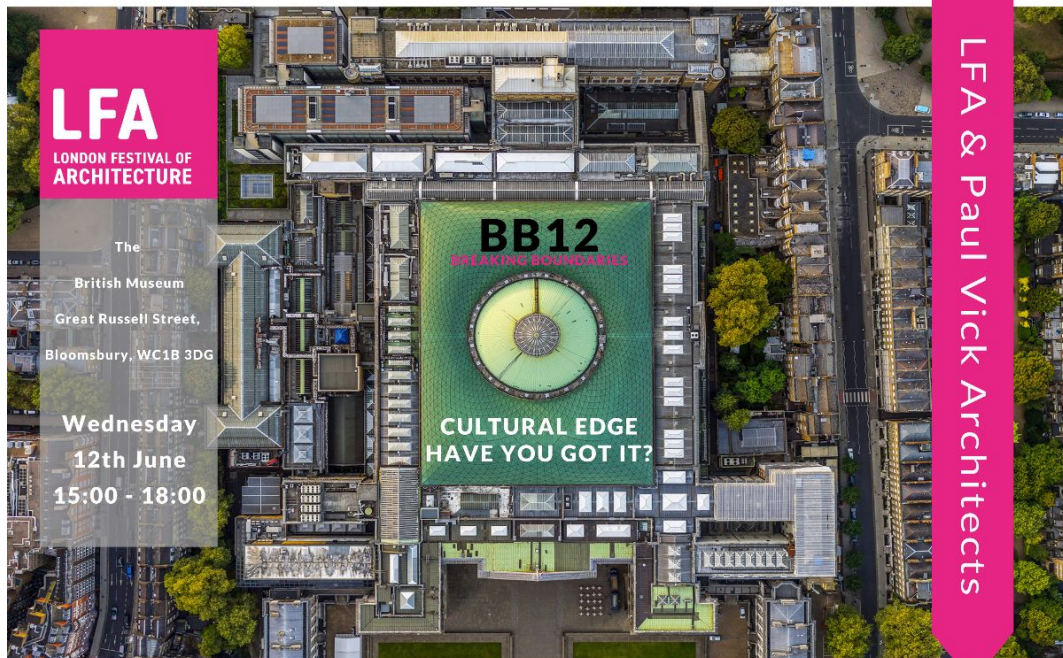 LFA
LONDON FESTIVAL OF
ARCHITECTURE
The
British Museum
Great Russell Street,
Bloomsbury, WC1B 3DG
Wednesday
12th June
15:00 - 18:00
BB12
BREAKING BOUNDARIES
CULTURAL EDGE
HAVE YOU GOT IT?
LFA & Paul Vick Architects